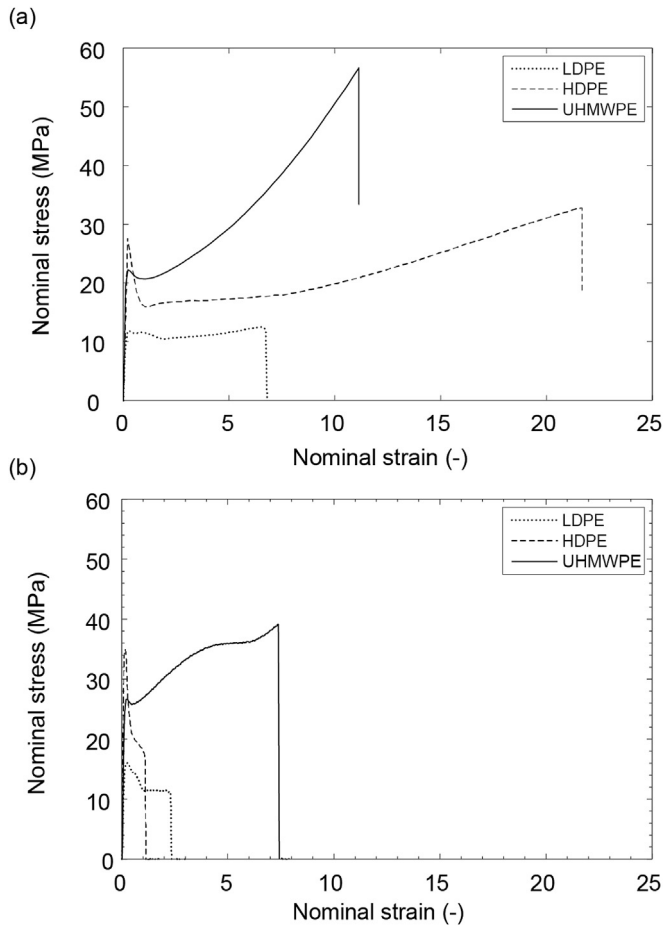 (a)
60
50
40
30
20
10
0
Nominal stress (MPa)
LDPE
HDPE
UHMWPE
0 5 10 15 20 25
Nominal strain (-)
(b)
60
50
40
30
20
10
0
Nominal stress (MPa)
LDPE
HDPE
UHMWPE
0 5 10 15 20 25
Nominal strain (-)